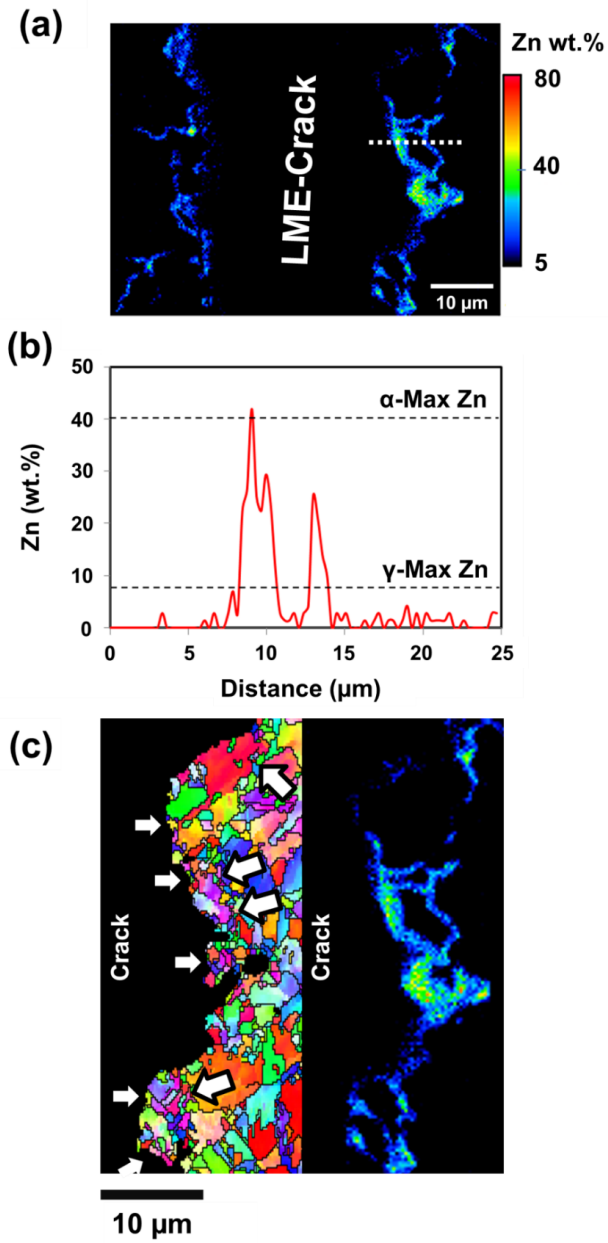 (a)
Zn wt.%
80
40
5
LME-Crack
10 µm
(b)
50
40
30
20
10
0
Zn (wt.%)
α-Max Zn
γ-Max Zn
0 5 10 15 20 25
Distance (µm)
(c)
Crack
Crack
10 µm